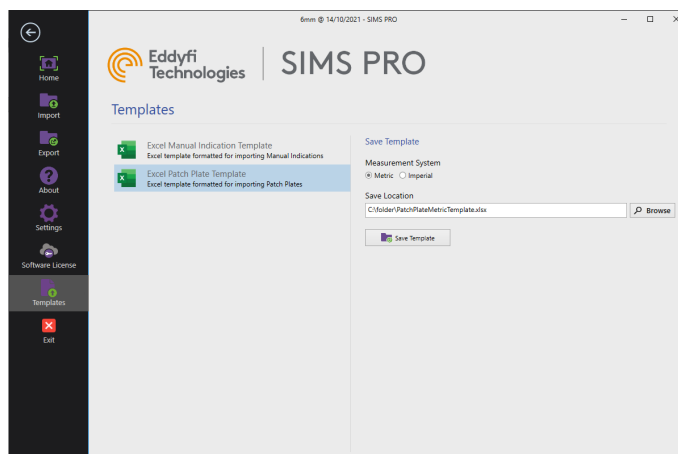 6mm @ 14/10/2021 - SIMS PRO
Eddyfi
Technologies
SIMS PRO
Home
Import
Export
About
Settings
Software License
Templates
Exit
Templates
Excel Manual Indication Template
Excel template formatted for importing Manual Indications
Excel Patch Plate Template
Excel template formatted for importing Patch Plates
Save Template
Measurement System
Metric Imperial
Save Location
C:\folder\PatchPlateMetricTemplate.xlsx
Browse
Save Template